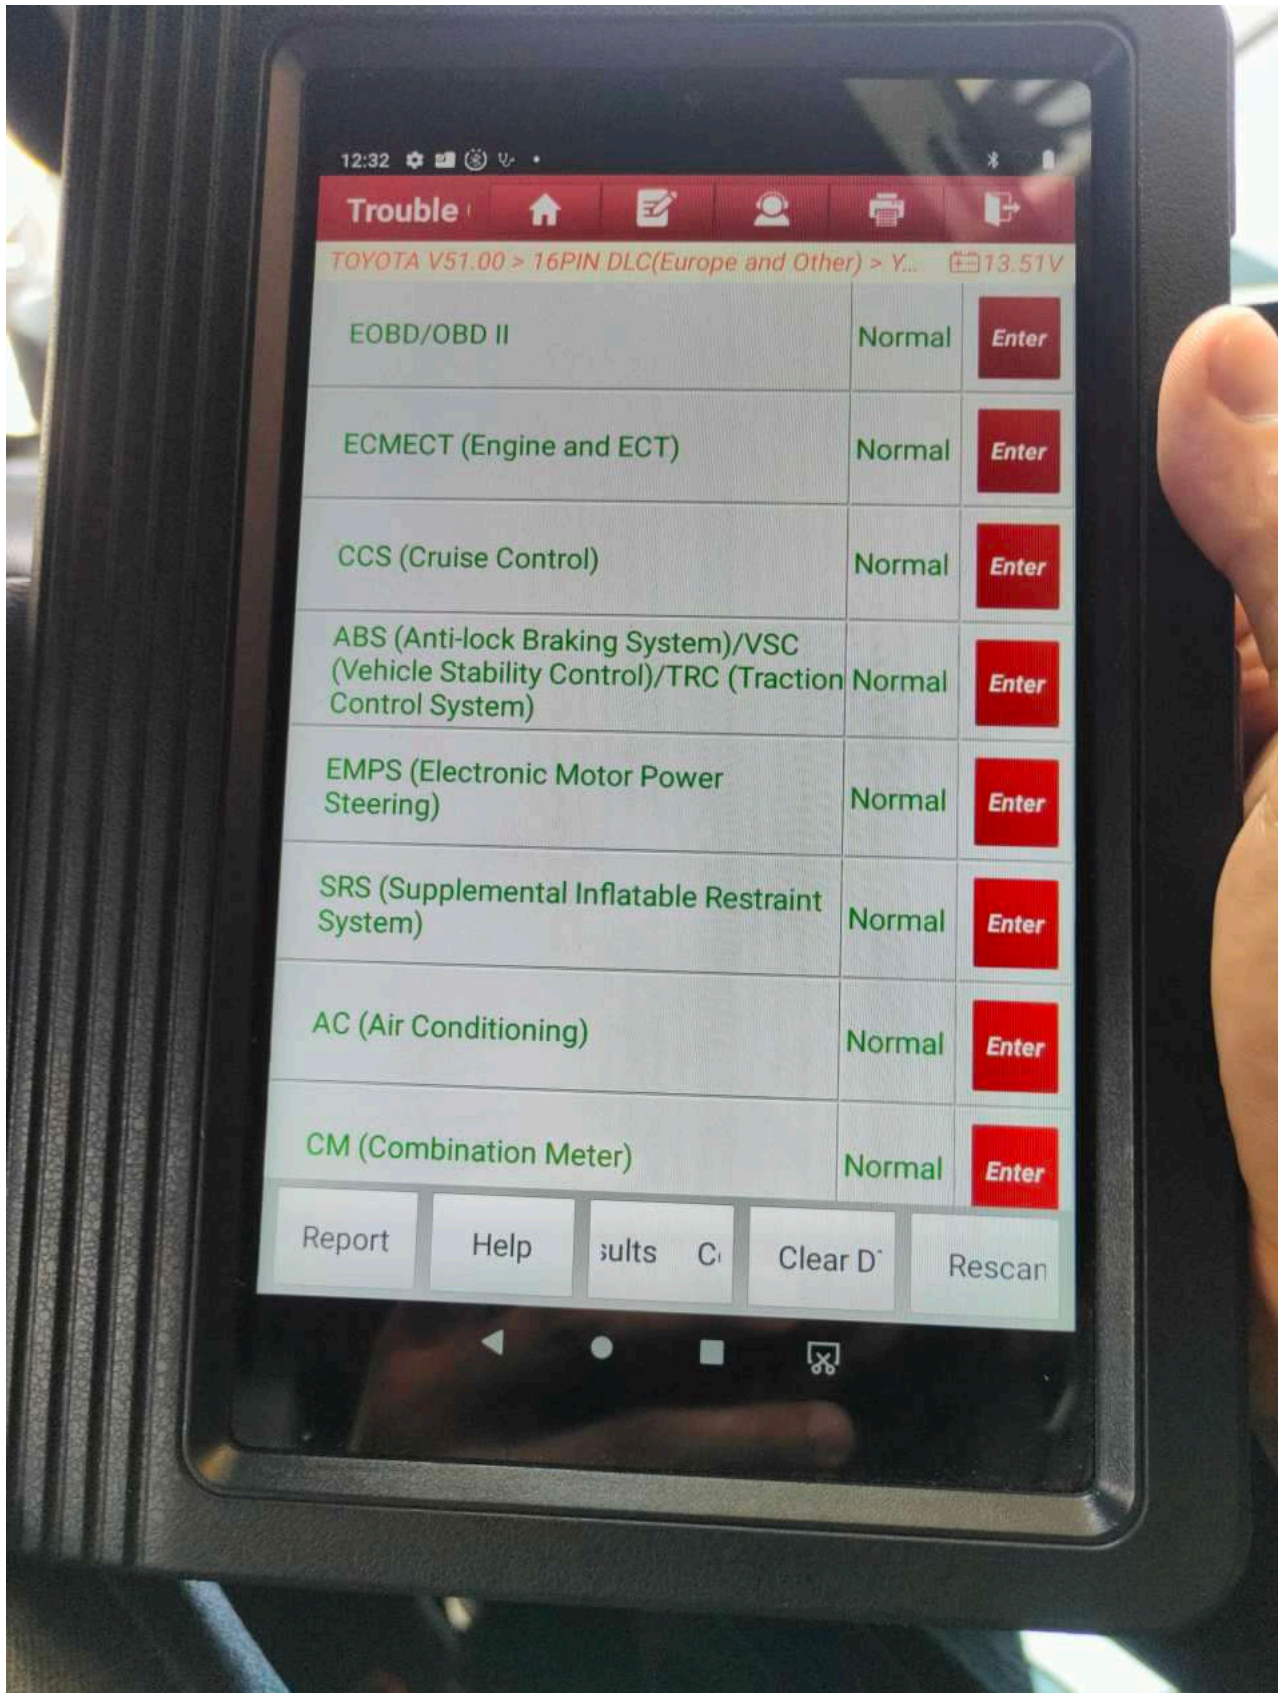 12:32
Trouble
TOYOTA V51.00 > 16PIN DLC(Europe and Other) > Y... 13.51V
EOBD/OBD II Normal Enter
ECMECT (Engine and ECT) Normal Enter
CCS (Cruise Control) Normal Enter
ABS (Anti-lock Braking System)/VSC
(Vehicle Stability Control)/TRC (Traction Normal Enter
Control System)
EMPS (Electronic Motor Power
Steering) Normal Enter
SRS (Supplemental Inflatable Restraint
System) Normal Enter
AC (Air Conditioning) Normal Enter
CM (Combination Meter) Normal Enter
Report Help sults C Clear D Rescan